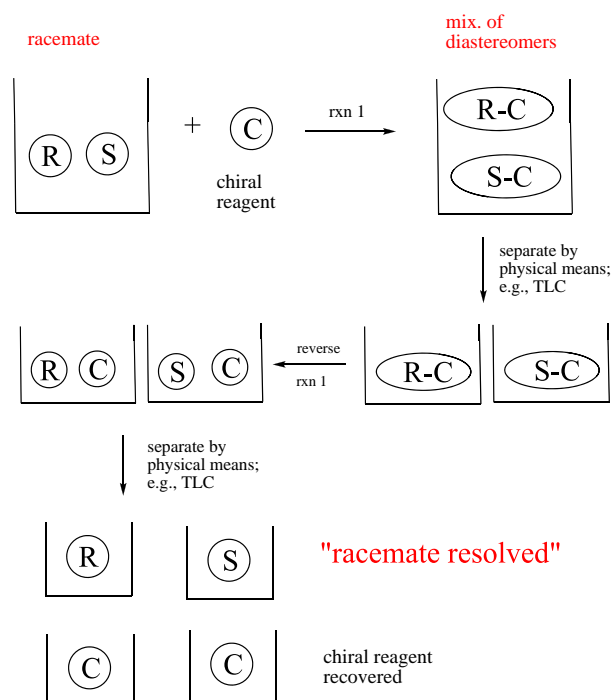 racemate
mix. of
diastereomers
R S
+
C
rxn 1
R-C
S-C
chiral
reagent
separate by
physical means;
e.g., TLC
R C
S C
reverse
rxn 1
R-C
S-C
separate by
physical means;
e.g., TLC
R
S
"racemate resolved"
C
C
chiral reagent
recovered